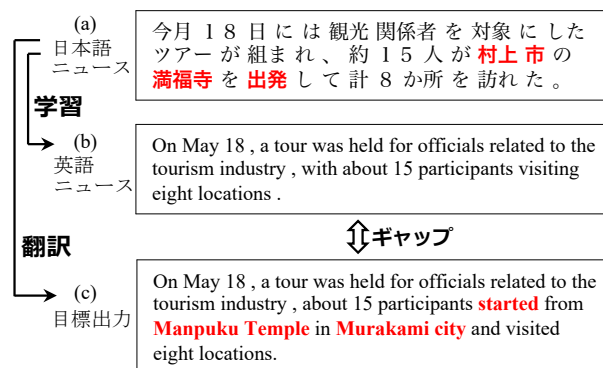 (a)
日本語
ニュース
今月１８日には観光関係者を対象にした
ツアーが組まれ、約１５人が村上市の
満福寺を出発して計８か所を訪れた。
学習
(b)
英語
ニュース
On May 18 , a tour was held for officials related to the
tourism industry , with about 15 participants visiting
eight locations .
ギャップ
翻訳
(c)
目標出力
On May 18 , a tour was held for officials related to the
tourism industry , about 15 participants started from
Manpuku Temple in Murakami city and visited
eight locations.